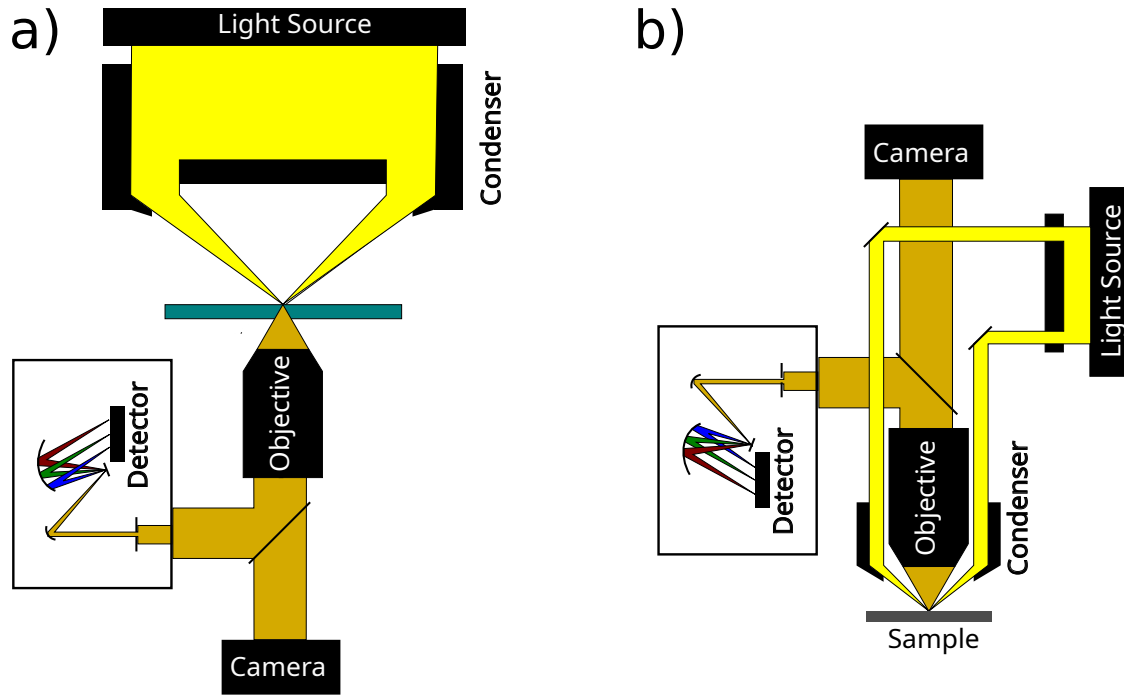 a)
Light Source
Condenser
Objective
Detector
Camera
b)
Camera
Light Source
Detector
Objective
Condenser
Sample